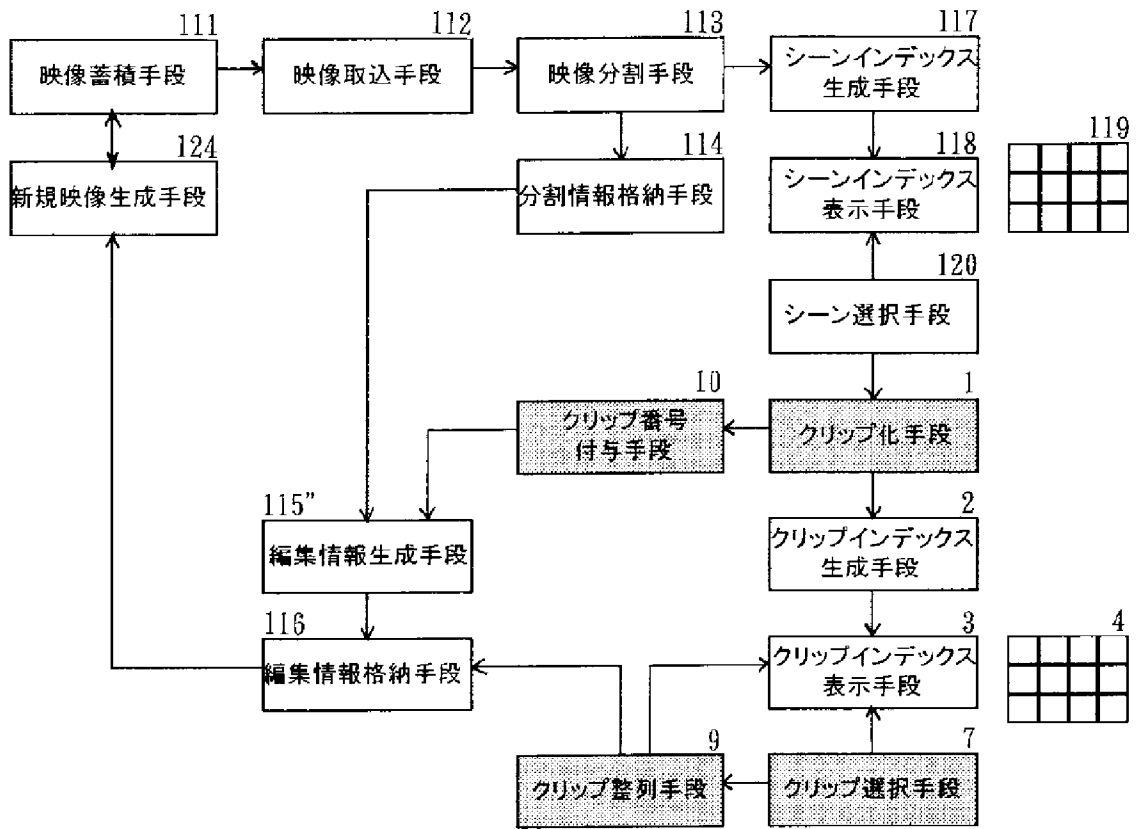 111
映像蓄積手段
112
映像取込手段
113
映像分割手段
117
シーンインデックス
生成手段
124
新規映像生成手段
114
分割情報格納手段
118
シーンインデックス
表示手段
119
120
シーン選択手段
10
クリップ番号
付与手段
1
クリップ化手段
115”
編集情報生成手段
2
クリップインデックス
生成手段
116
編集情報格納手段
3
クリップインデックス
表示手段
4
9
クリップ整列手段
7
クリップ選択手段